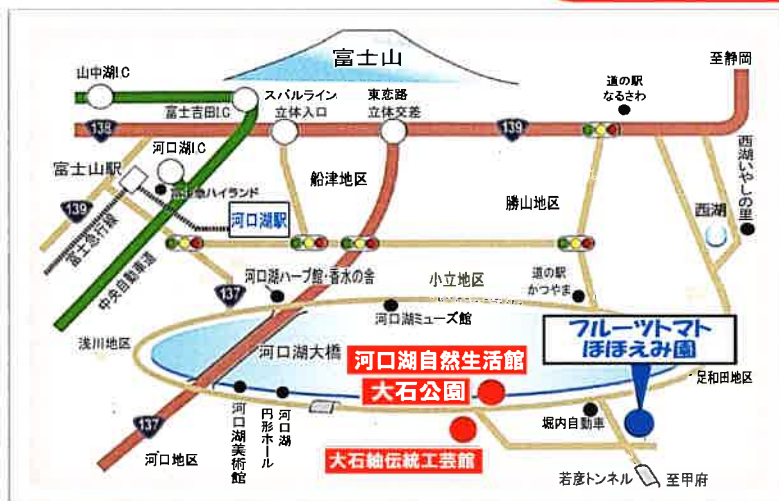 富士山
至静岡
山中湖I.C
道の駅
なるさわ
スバルライン
立体入口
東恋路
立体交差
富士吉田I.C
138
139
河口湖I.C
西湖いやしの里
富士山駅
富士急ハイランド
船津地区
勝山地区
西湖
139
河口湖駅
富士急行線
中央自動車道
小立地区
道の駅
かつやま
137
河口湖ハーブ館・香水の舎
河口湖ミューズ館
フルーツトマト
ほほえみ園
浅川地区
河口湖大橋
河口湖自然生活館
大石公園
足和田地区
137
河口湖美術館
河口湖
円形ホール
堀内自動車
河口地区
大石紬伝統工芸館
若彦トンネル
至甲府